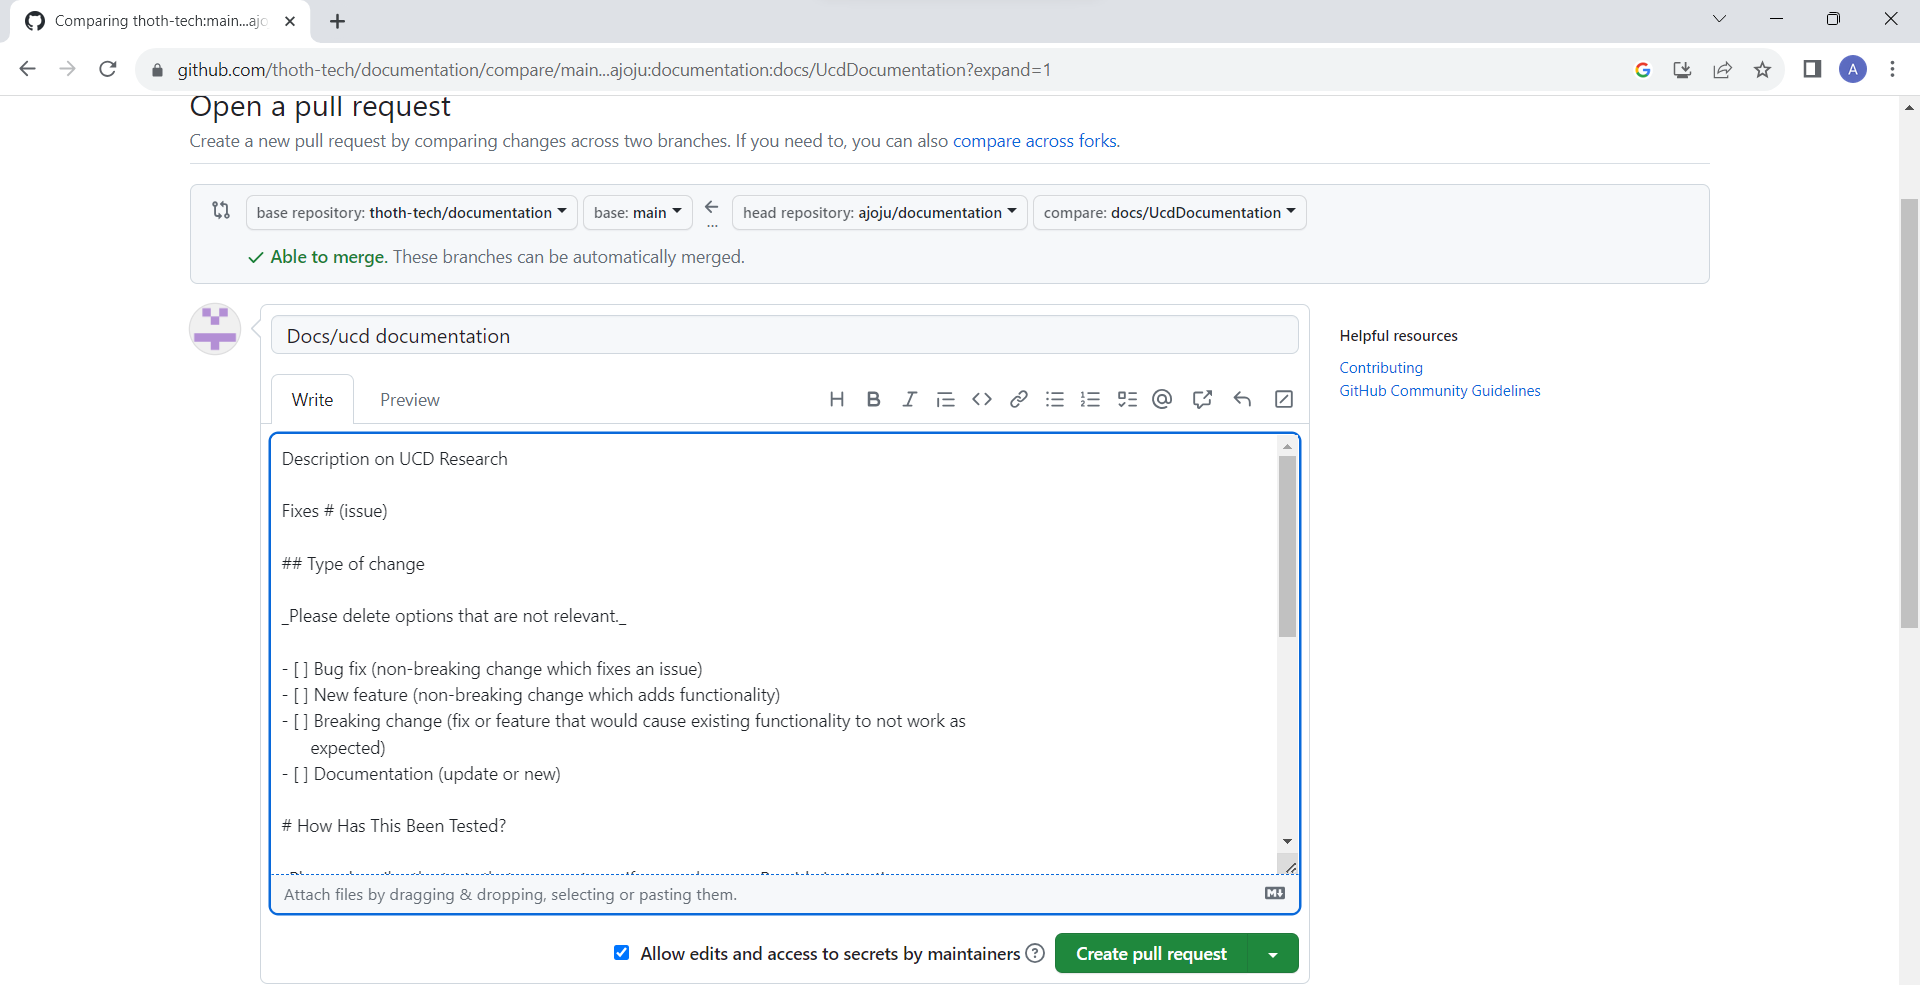 Comparing thoth-tech:main...ajo
github.com/thoth-tech/documentation/compare/main...ajoju:documentation:docs/UcdDocumentation?expand=1
A
Open a pull request
Create a new pull request by comparing changes across two branches. If you need to, you can also compare across forks.
base repository: thoth-tech/documentation base: main ... head repository: ajoju/documentation compare: docs/UcdDocumentation
Able to merge. These branches can be automatically merged.
Docs/ucd documentation
Helpful resources
Contributing
GitHub Community Guidelines
Write Preview
Description on UCD Research
Fixes # (issue)
## Type of change
_Please delete options that are not relevant._
- [ ] Bug fix (non-breaking change which fixes an issue)
- [ ] New feature (non-breaking change which adds functionality)
- [ ] Breaking change (fix or feature that would cause existing functionality to not work as
expected)
- [ ] Documentation (update or new)
# How Has This Been Tested?
Attach files by dragging & dropping, selecting or pasting them.
Allow edits and access to secrets by maintainers
Create pull request